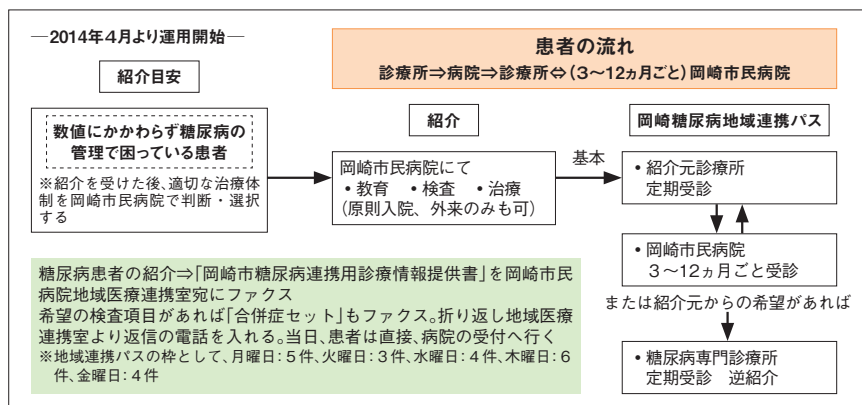 ―2014年4月より運用開始―
患者の流れ
診療所⇒病院⇒診療所⇔(3〜12ヵ月ごと)岡崎市民病院
紹介目安
数値にかかわらず糖尿病の
管理で困っている患者
※紹介を受けた後、適切な治療体
制を岡崎市民病院で判断・選択
する
紹介
岡崎市民病院にて
・教育 ・検査 ・治療
(原則入院、外来のみも可)
基本
岡崎糖尿病地域連携パス
・紹介元診療所
定期受診
・岡崎市民病院
3〜12ヵ月ごと受診
または紹介元からの希望があれば
・糖尿病専門診療所
定期受診 逆紹介
糖尿病患者の紹介⇒「岡崎市糖尿病連携用診療情報提供書」を岡崎市民
病院地域医療連携室宛にファクス
希望の検査項目があれば「合併症セット」もファクス。折り返し地域医療
連携室より返信の電話を入れる。当日、患者は直接、病院の受付へ行く
※地域連携パスの枠として、月曜日:5件、火曜日:3件、水曜日:4件、木曜日:6
件、金曜日:4件